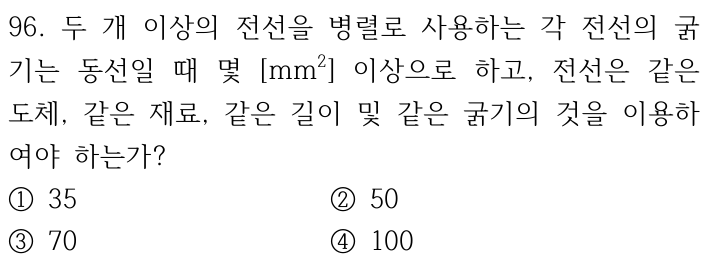 96. 두 개 이상의 전선을 병렬로 사용하는 각 전선의 굵
기는 동선일 때 몇 [mm²] 이상으로 하고, 전선은 같은
도체, 같은 재료, 같은 길이 및 같은 굵기의 것을 이용하
여야 하는가?
① 35 ② 50
③ 70 ④ 100